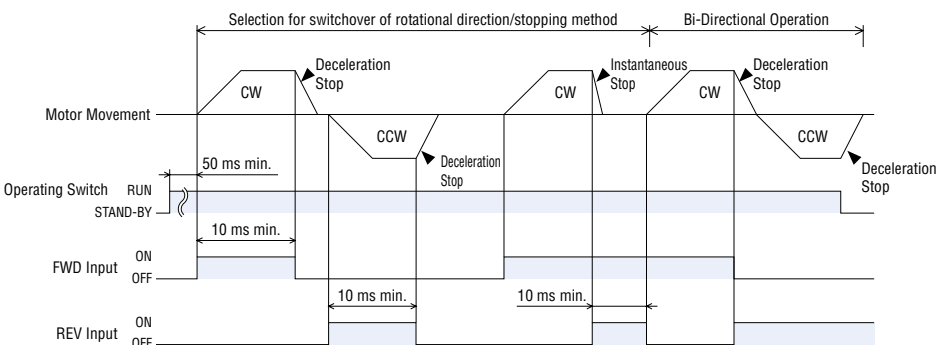 Selection for switchover of rotational direction/stopping method
Bi-Directional Operation
Deceleration
Stop
Instantaneous
Stop
Deceleration
Stop
CW
CW
CW
Motor Movement
CCW
CCW
Deceleration
Stop
Deceleration
Stop
50 ms min.
Operating Switch
RUN
STAND-BY
10 ms min.
FWD Input
ON
OFF
10 ms min.
10 ms min.
REV Input
ON
OFF